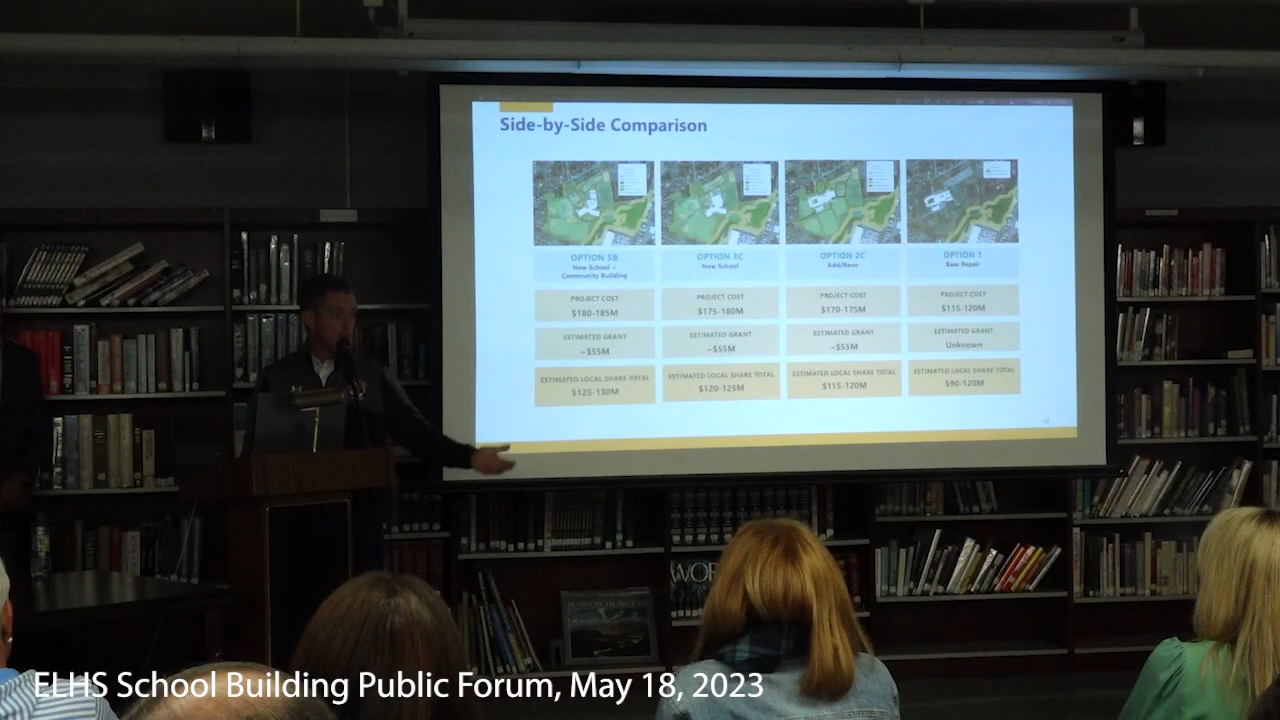 Side-by-Side Comparison
OPTION 5B
New School +
Community Building
PROJECT COST
$180-185M
ESTIMATED GRANT
~$55M
ESTIMATED LOCAL SHARE TOTAL
$125-130M
OPTION 3C
New School
PROJECT COST
$175-180M
ESTIMATED GRANT
~$55M
ESTIMATED LOCAL SHARE TOTAL
$120-125M
OPTION 2C
Add/Reno
PROJECT COST
$170-175M
ESTIMATED GRANT
~$55M
ESTIMATED LOCAL SHARE TOTAL
$115-120M
OPTION 1
Base Repair
PROJECT COST
$115-120M
ESTIMATED GRANT
Unknown
ESTIMATED LOCAL SHARE TOTAL
$90-120M
MASSACHUSETTS
ELHS School Building Public Forum, May 18, 2023